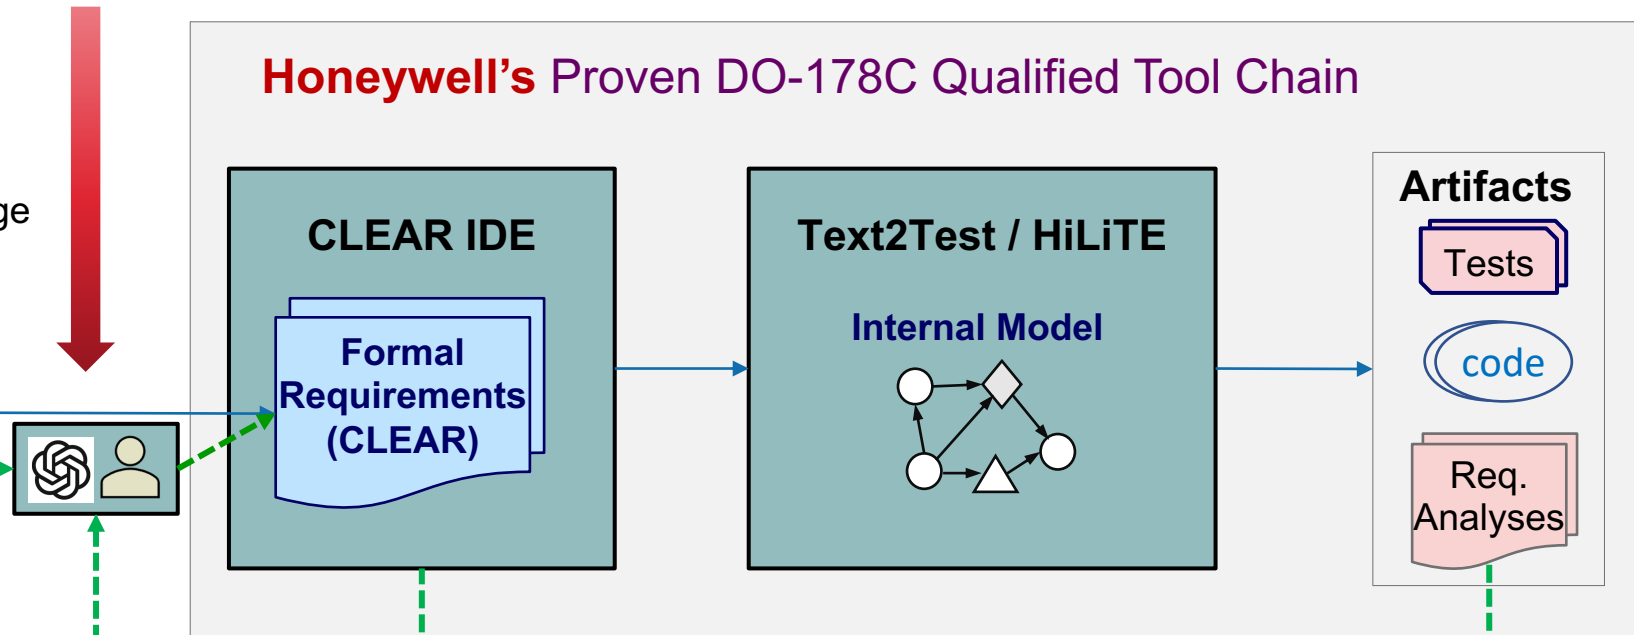 Honeywell’s Proven DO-178C Qualified Tool Chain
CLEAR IDE
Formal
Requirements
(CLEAR)
Text2Test / HiLiTE
Internal Model
Artifacts
Tests
code
Req.
Analyses